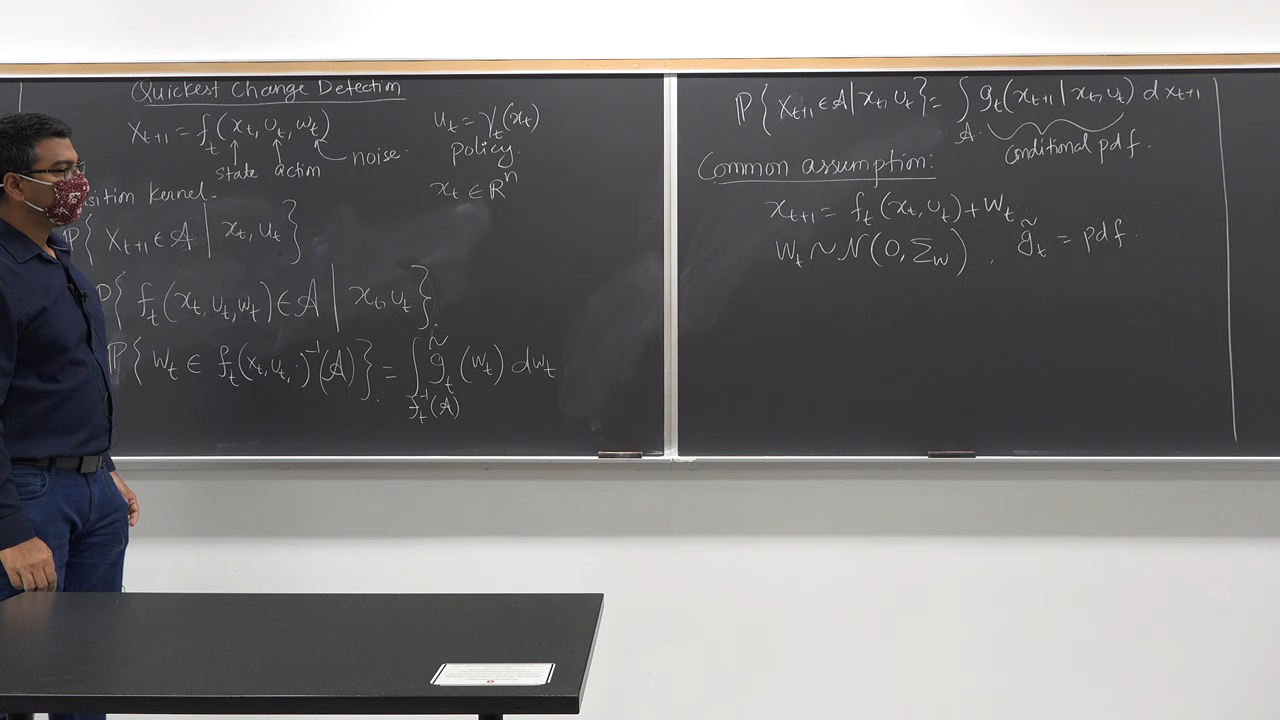 Quickest Change Detection
x_{t+1} = f_t(x_t, u_t, w_t)
state action noise.
u_t = γ_t(x_t)
policy.
x_t ∈ ℝ^n
sition kernel.
ℙ{ X_{t+1} ∈ A | x_t, u_t }
ℙ{ f_t(x_t, u_t, w_t) ∈ A | x_t, u_t }.
ℙ{ w_t ∈ f_t(x_t, u_t, ·)^{-1}(A) } = ∫_{f_t^{-1}(A)} g̃_t(w_t) dw_t
ℙ{ X_{t+1} ∈ A | x_t, u_t } = ∫_A g_t(x_{t+1} | x_t, u_t) dx_{t+1}
conditional pdf.
Common assumption:
x_{t+1} = f_t(x_t, u_t) + w_t
w_t ~ N(0, Σ_w). g̃_t = pdf.